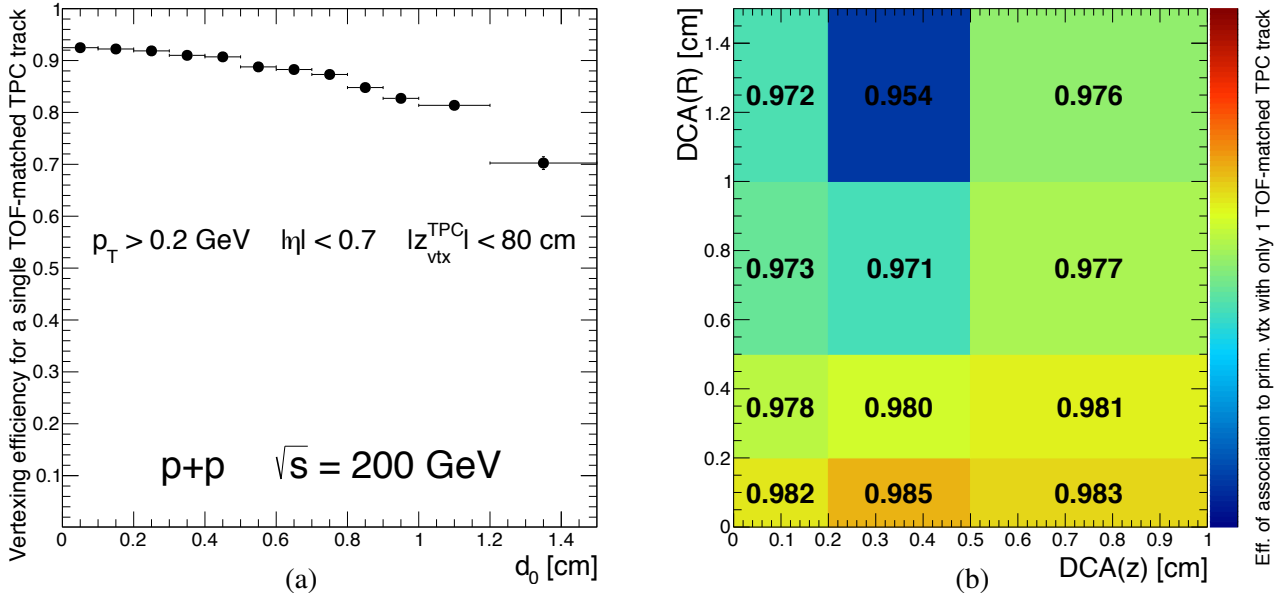 Vertexing efficiency for a single TOF-matched TPC track
1
0.9
0.8
0.7
0.6
0.5
0.4
0.3
0.2
0.1
p_T > 0.2 GeV |η| < 0.7 |z_vtx^TPC| < 80 cm
p+p √s = 200 GeV
0 0.2 0.4 0.6 0.8 1 1.2 1.4
d_0 [cm]
(a)
DCA(R) [cm]
1.4
1.2
1
0.8
0.6
0.4
0.2
0
0.972 0.954 0.976
0.973 0.971 0.977
0.978 0.980 0.981
0.982 0.985 0.983
0 0.1 0.2 0.3 0.4 0.5 0.6 0.7 0.8 0.9 1
DCA(z) [cm]
(b)
Eff. of association to prim. vtx with only 1 TOF-matched TPC track